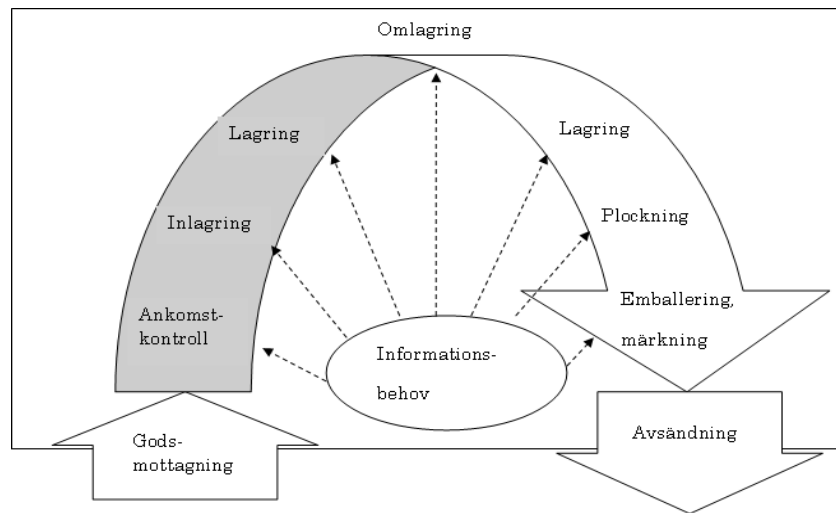 Omlagring
Lagring
Lagring
Inlagring
Plockning
Ankomst-
kontroll
Emballering,
märkning
Informations-
behov
Gods-
mottagning
Avsändning